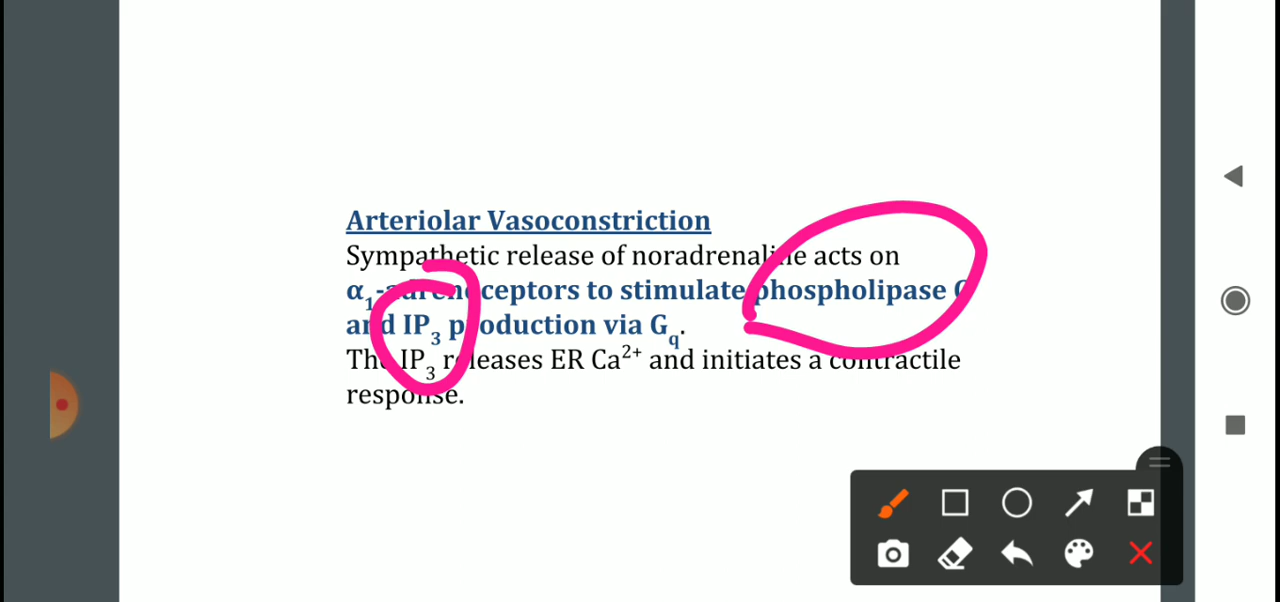 Arteriolar Vasoconstriction
Sympathetic release of noradrenaline acts on
α₁-adrenoceptors to stimulate phospholipase C
and IP₃ production via Gq.
The IP₃ releases ER Ca²⁺ and initiates a contractile
response.